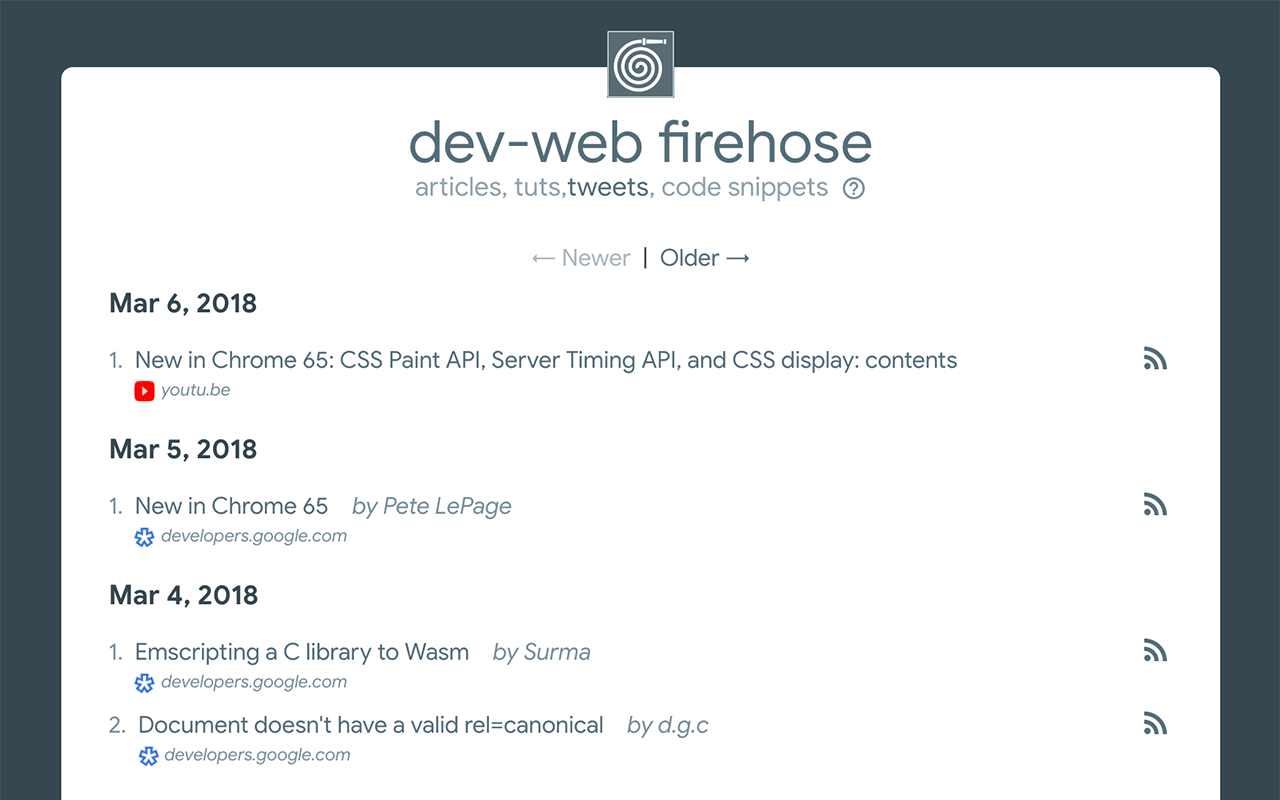 dev-web firehose
articles, tuts,tweets, code snippets ?
← Newer | Older →
Mar 6, 2018
1. New in Chrome 65: CSS Paint API, Server Timing API, and CSS display: contents
youtu.be
Mar 5, 2018
1. New in Chrome 65 by Pete LePage
developers.google.com
Mar 4, 2018
1. Emscripting a C library to Wasm by Surma
developers.google.com
2. Document doesn't have a valid rel=canonical by d.g.c
developers.google.com